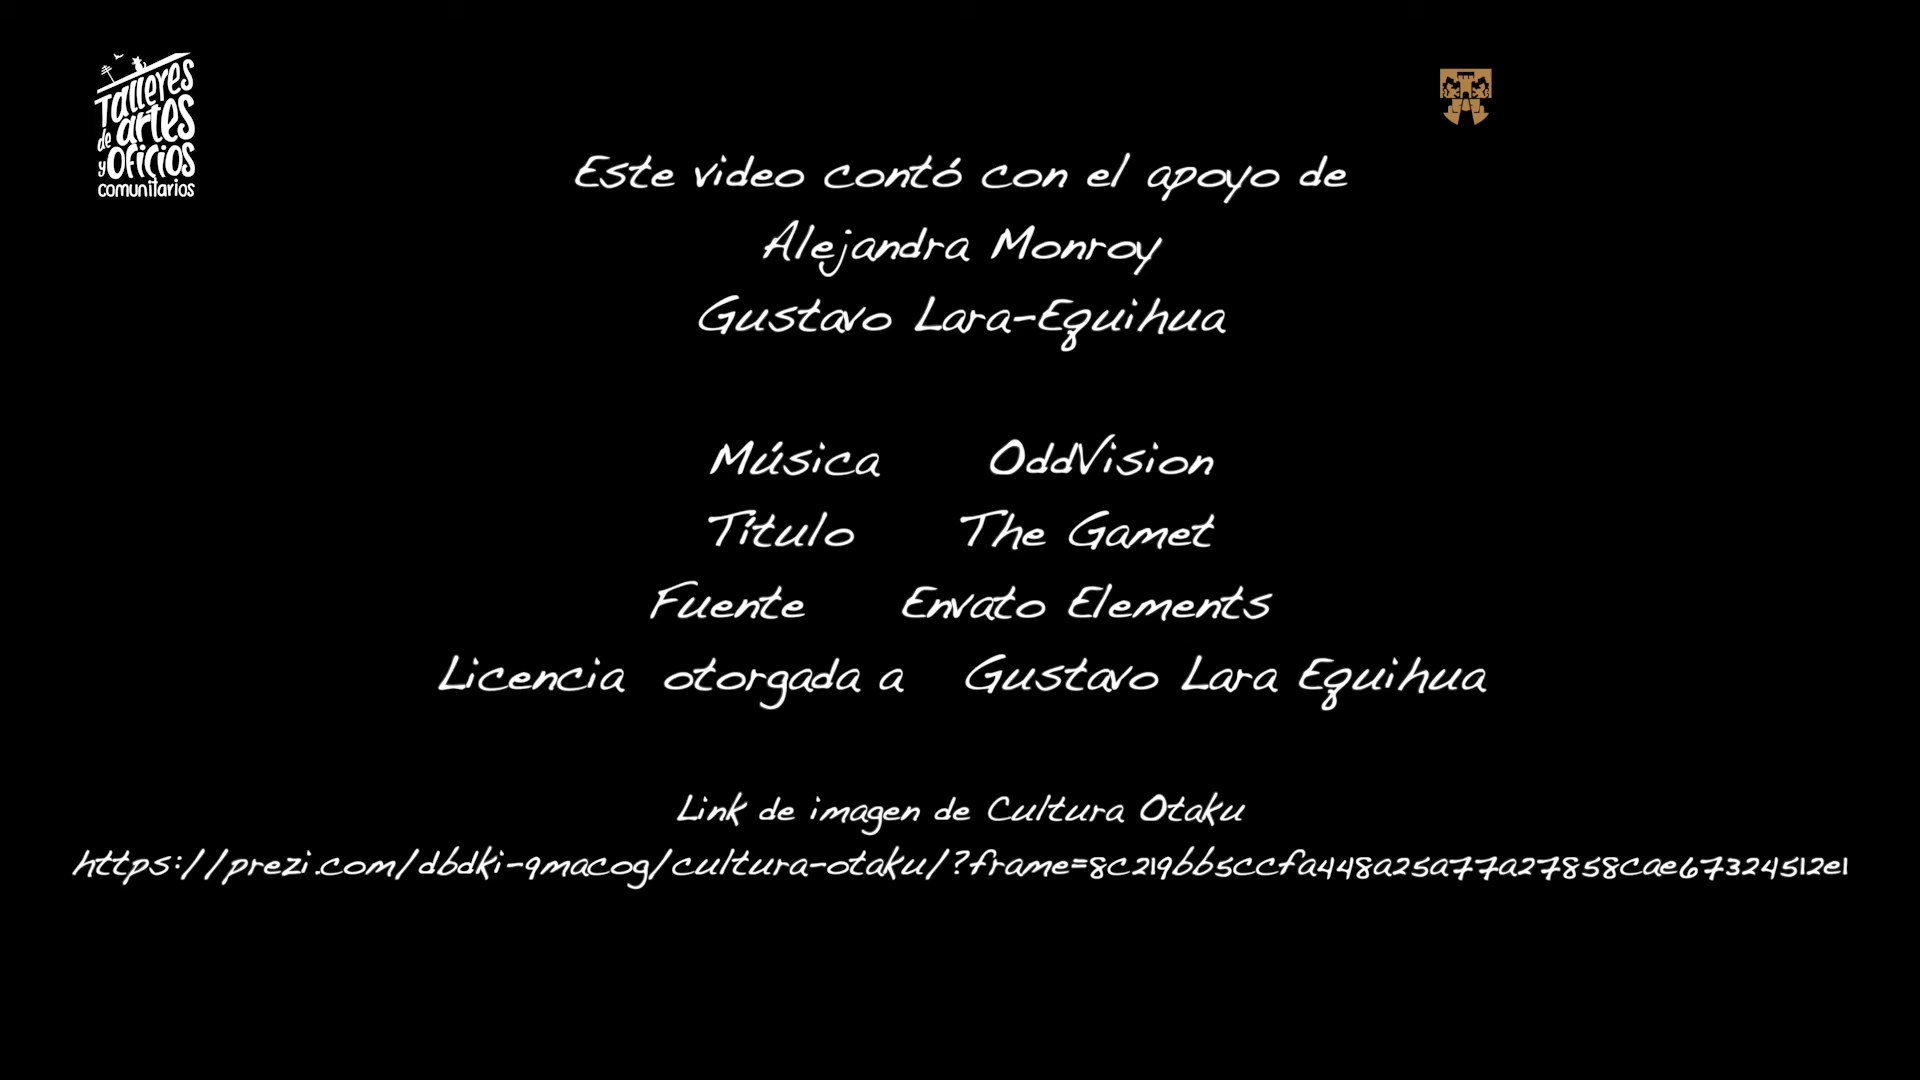 Talleres
de artes
y oficios
comunitarios
Este video contó con el apoyo de
Alejandra Monroy
Gustavo Lara-Equihua
Música OddVision
Título The Gamet
Fuente Envato Elements
Licencia otorgada a Gustavo Lara Equihua
Link de imagen de Cultura Otaku
https://prezi.com/dbdki-9macog/cultura-otaku/?frame=8c219bb5ccfa448a25a77a27858cae67324512e1